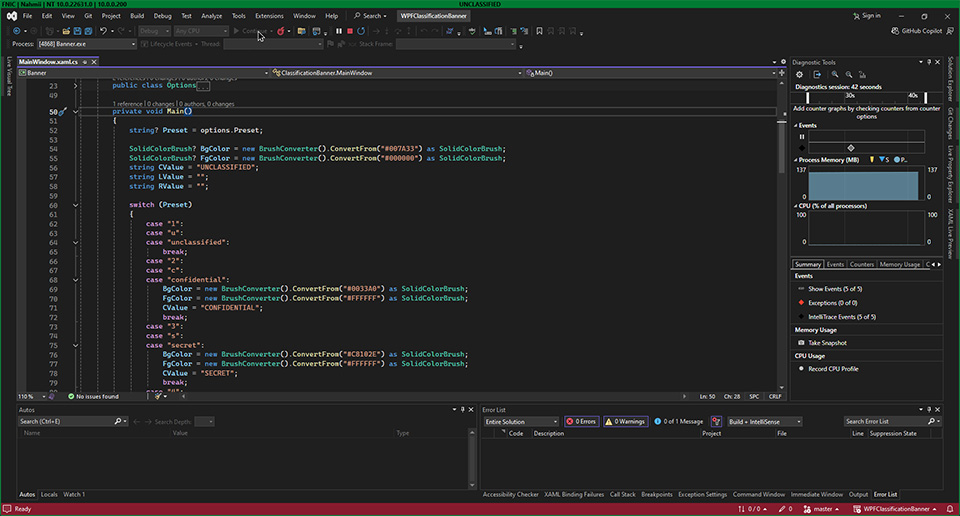 FNIC | Nahmii | NT 10.0.22631.0 | 10.0.0.200
UNCLASSIFIED
File Edit View Git Project Build Debug Test Analyze Tools Extensions Window Help Search WPFClassificationBanner Sign in
Debug Any CPU Continue GitHub Copilot
Process: [4868] Banner.exe Lifecycle Events Thread: Stack Frame:
Live Visual Tree
MainWindow.xaml.cs
Banner ClassificationBanner.MainWindow Main()
23 public class Options...
49
1 reference | 0 changes | 0 authors, 0 changes
50 private void Main()
51 {
52 string? Preset = options.Preset;
53
54 SolidColorBrush? BgColor = new BrushConverter().ConvertFrom("#007A33") as SolidColorBrush;
55 SolidColorBrush? FgColor = new BrushConverter().ConvertFrom("#000000") as SolidColorBrush;
56 string CValue = "UNCLASSIFIED";
57 string LValue = "";
58 string RValue = "";
59
60 switch (Preset)
61 {
62 case "1":
63 case "u":
64 case "unclassified":
65 break;
66 case "2":
67 case "c":
68 case "confidential":
69 BgColor = new BrushConverter().ConvertFrom("#0033A0") as SolidColorBrush;
70 FgColor = new BrushConverter().ConvertFrom("#FFFFFF") as SolidColorBrush;
71 CValue = "CONFIDENTIAL";
72 break;
73 case "3":
74 case "s":
75 case "secret":
76 BgColor = new BrushConverter().ConvertFrom("#C8102E") as SolidColorBrush;
77 FgColor = new BrushConverter().ConvertFrom("#FFFFFF") as SolidColorBrush;
78 CValue = "SECRET";
break;
110 % No issues found Ln: 50 Ch: 28 SPC CRLF
Diagnostic Tools
Diagnostics session: 42 seconds
30s 40s
Add counter graphs by checking counters from counter
options
Events
Process Memory (MB) S P...
137 137
0 0
CPU (% of all processors)
100 100
0 0
Summary Events Counters Memory Usage C
Events
Show Events (5 of 5)
Exceptions (0 of 0)
IntelliTrace Events (5 of 5)
Memory Usage
Take Snapshot
CPU Usage
Record CPU Profile
Solution Explorer
Git Changes
Live Property Explorer
XAML Live Preview
Autos
Search (Ctrl+E) Search Depth:
Name Value Type
Autos Locals Watch 1
Error List
Entire Solution 0 Errors 0 Warnings 0 of 1 Message Build + IntelliSense Search Error List
Code Description Project File Line Suppression State
Accessibility Checker XAML Binding Failures Call Stack Breakpoints Exception Settings Command Window Immediate Window Output Error List
Ready 0 / 0 0 master WPFClassificationBanner